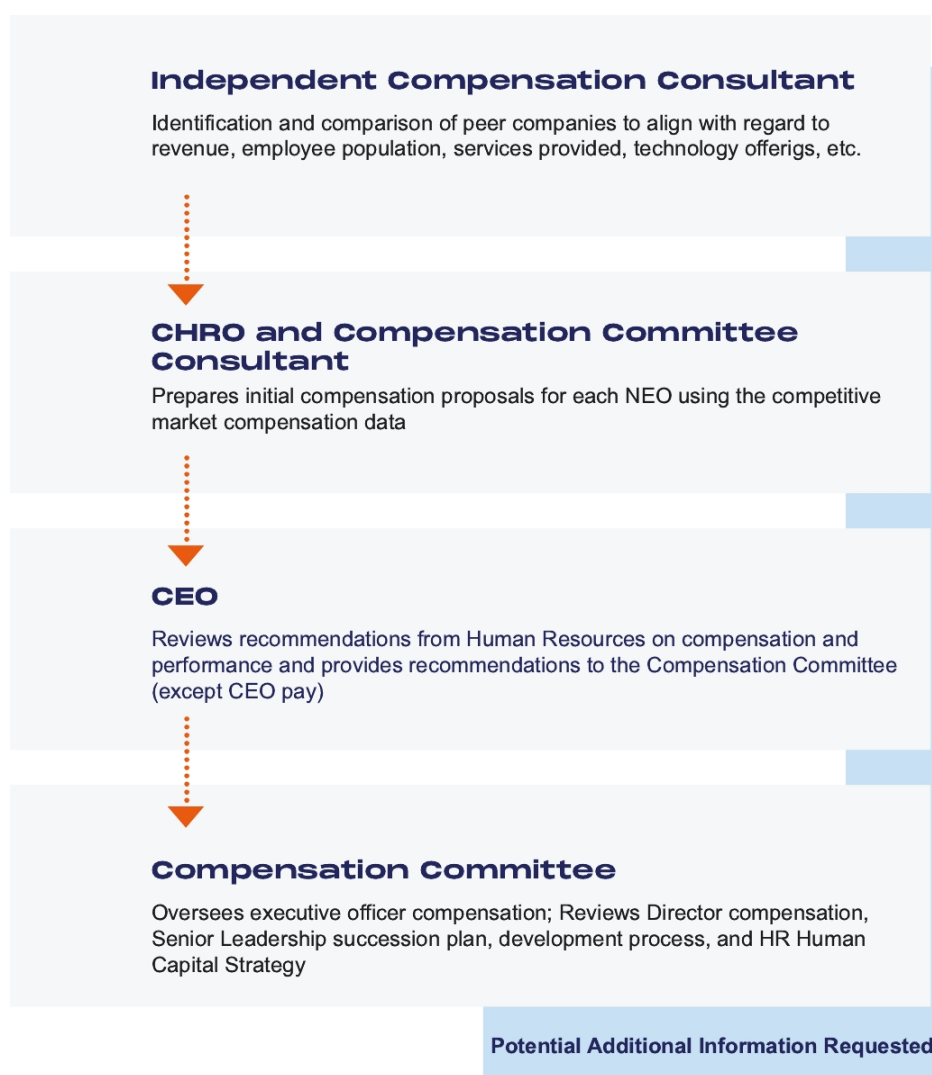 Independent Compensation Consultant
Identification and comparison of peer companies to align with regard to
revenue, employee population, services provided, technology offerigs, etc.
CHRO and Compensation Committee
Consultant
Prepares initial compensation proposals for each NEO using the competitive
market compensation data
CEO
Reviews recommendations from Human Resources on compensation and
performance and provides recommendations to the Compensation Committee
(except CEO pay)
Compensation Committee
Oversees executive officer compensation; Reviews Director compensation,
Senior Leadership succession plan, development process, and HR Human
Capital Strategy
Potential Additional Information Requested